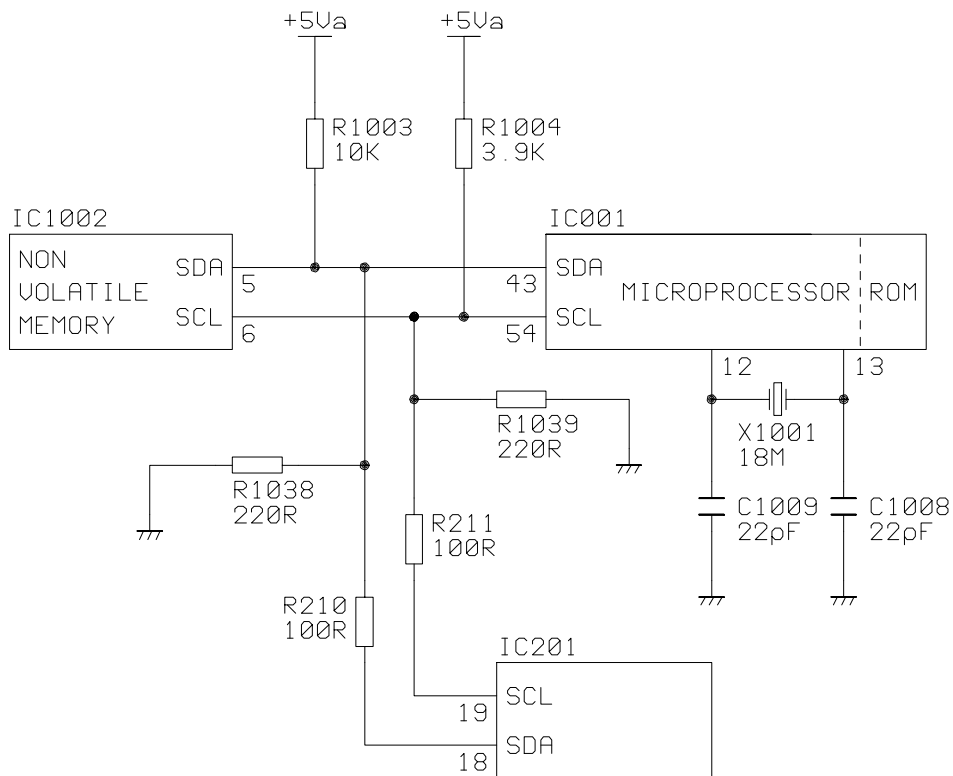 +5Va
+5Va
R1003
10K
R1004
3.9K
IC1002
NON
VOLATILE
MEMORY
SDA
5
SCL
6
IC001
43
SDA
54
SCL
MICROPROCESSOR
ROM
12
13
X1001
18M
R1039
220R
R1038
220R
C1009
22pF
C1008
22pF
R211
100R
R210
100R
IC201
19
SCL
18
SDA